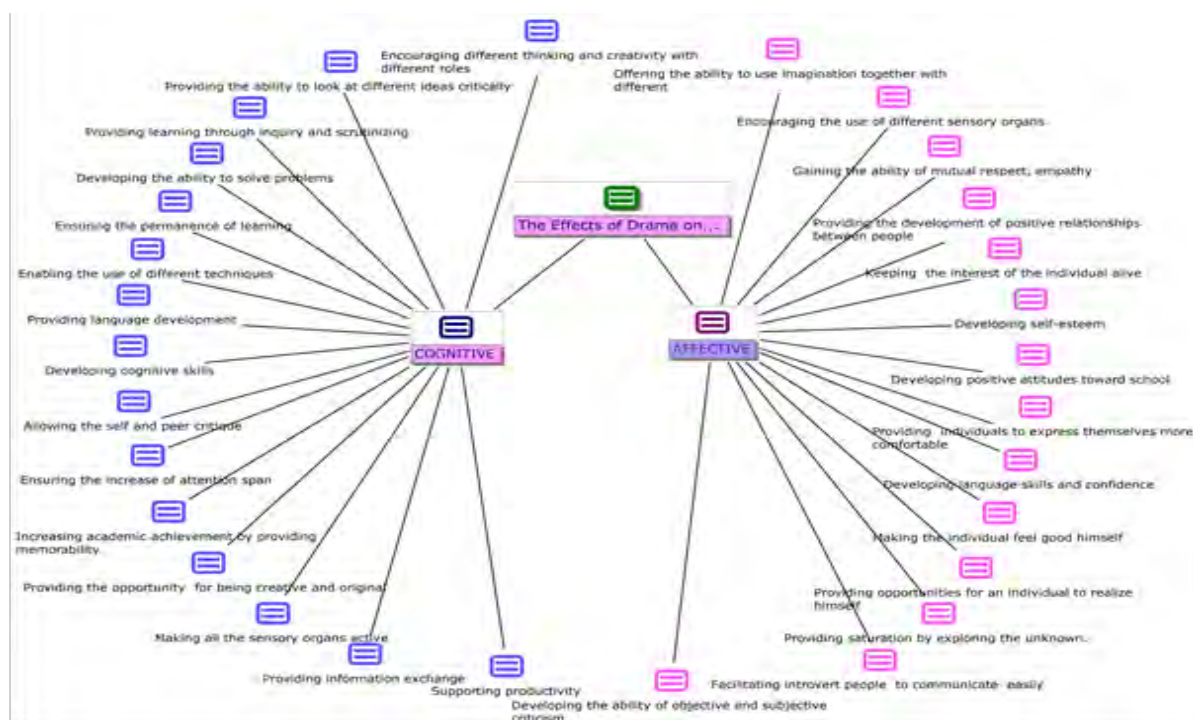 Encouraging different thinking and creativity with
different roles
Offering the ability to use imagination together with
different
Providing the ability to look at different ideas critically
Encouraging the use of different sensory organs
Providing learning through inquiry and scrutinizing
Gaining the ability of mutual respect, empathy
Developing the ability to solve problems
The Effects of Drama on...
Providing the development of positive relationships
between people
Ensuring the permanence of learning
Keeping the interest of the individual alive
Enabling the use of different techniques
Providing language development
Developing self-esteem
COGNITIVE
AFFECTIVE
Developing cognitive skills
Developing positive attitudes toward school
Allowing the self and peer critique
Providing individuals to express themselves more
comfortable
Ensuring the increase of attention span
Developing language skills and confidence
Increasing academic achievement by providing
memorability
Making the individual feel good himself
Providing the opportunity for being creative and original
Providing opportunities for an individual to realize
himself
Making all the sensory organs active
Providing saturation by exploring the unknown.
Providing information exchange
Facilitating introvert people to communicate easily
Supporting productivity
Developing the ability of objective and subjective
criticism